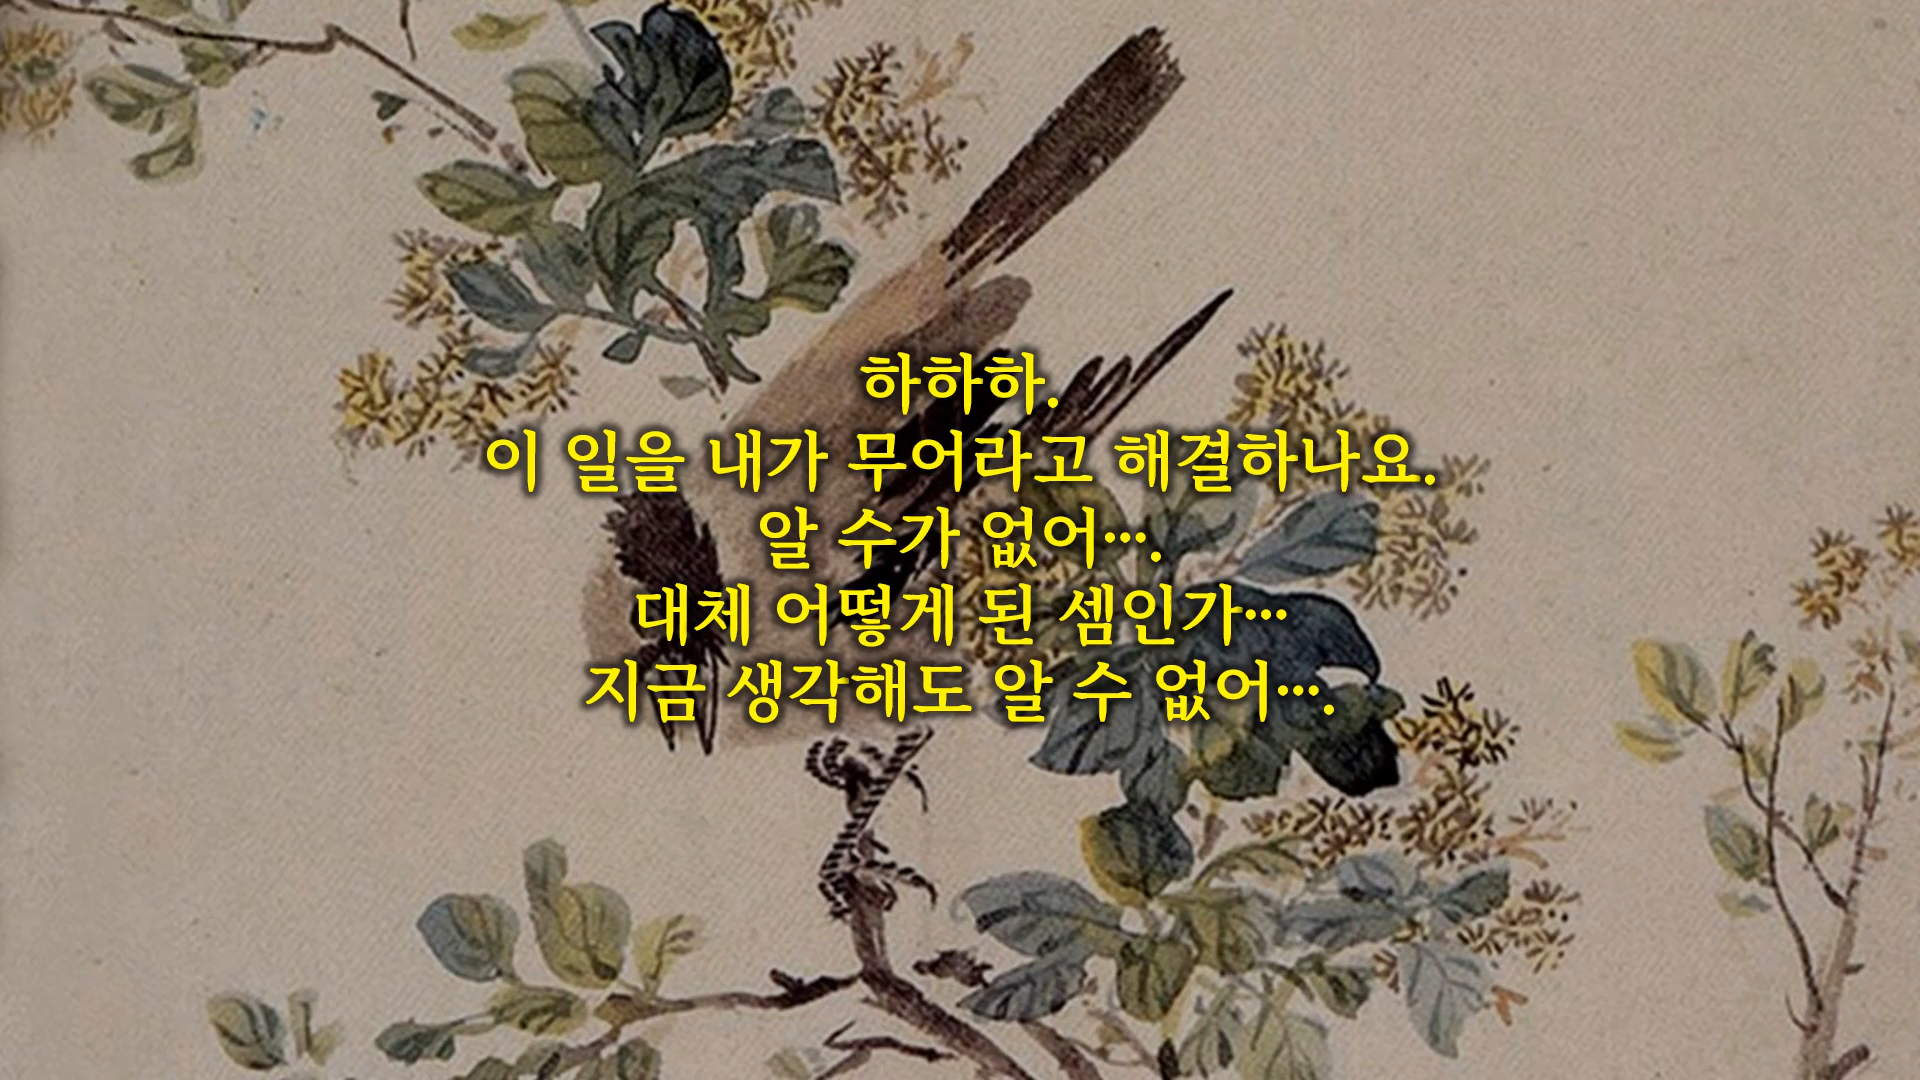 하하하.
이 일을 내가 무어라고 해결하나요.
알 수가 없어….
대체 어떻게 된 셈인가…
지금 생각해도 알 수 없어….